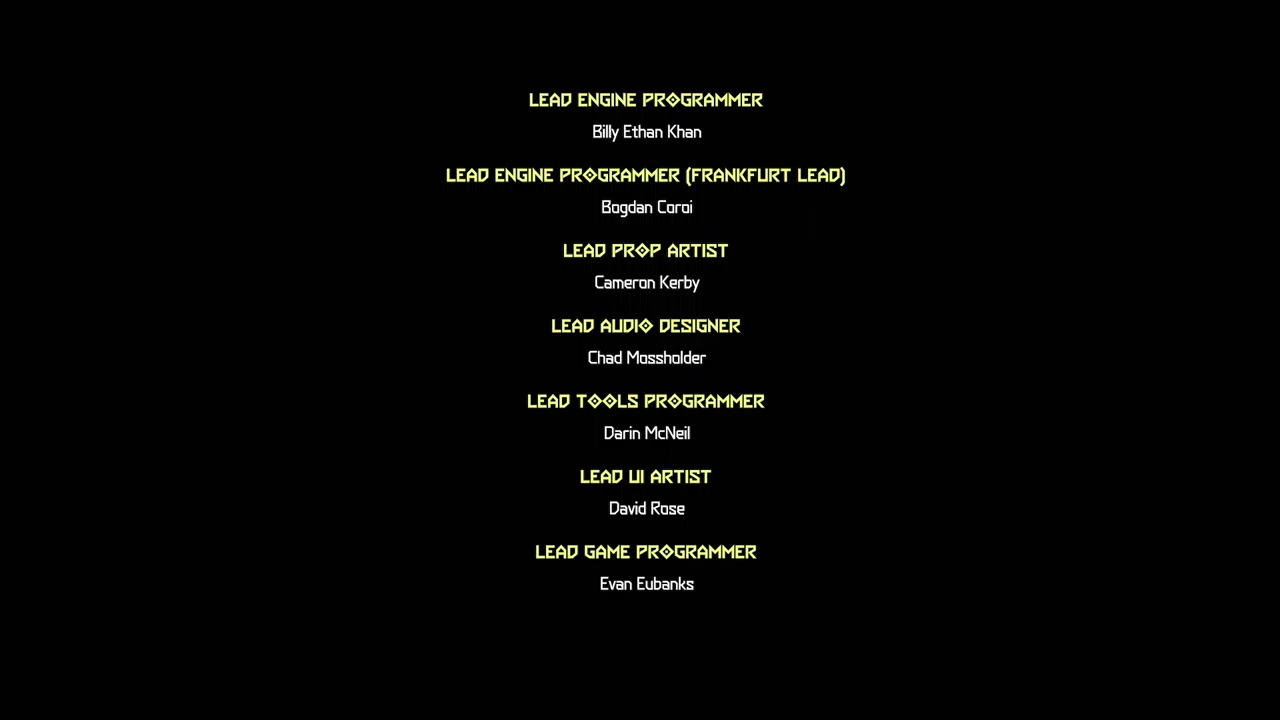 LEAD ENGINE PROGRAMMER
Billy Ethan Khan
LEAD ENGINE PROGRAMMER (FRANKFURT LEAD)
Bogdan Coroi
LEAD PROP ARTIST
Cameron Kerby
LEAD AUDIO DESIGNER
Chad Mossholder
LEAD TOOLS PROGRAMMER
Darin McNeil
LEAD UI ARTIST
David Rose
LEAD GAME PROGRAMMER
Evan Eubanks